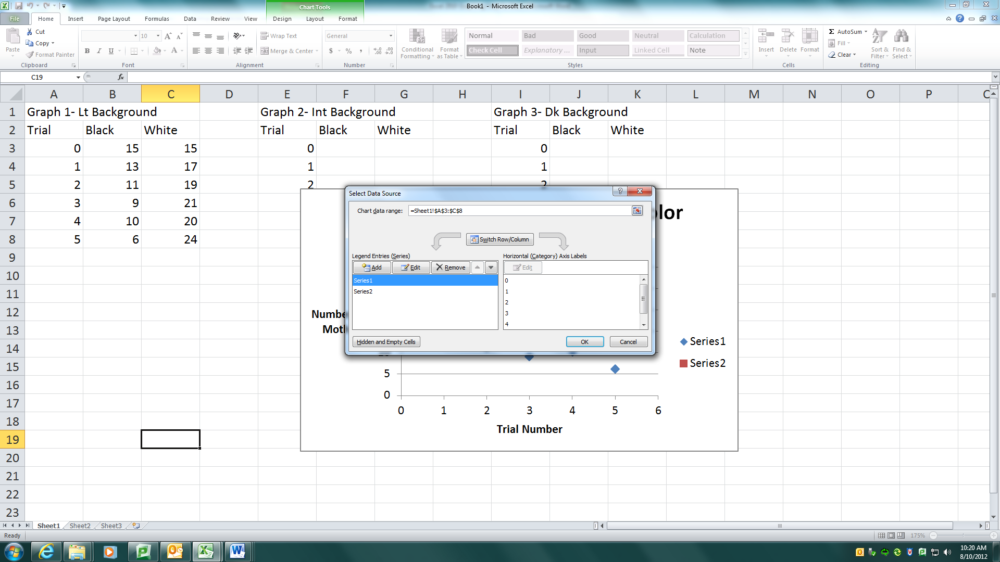 Chart Tools
Book1 - Microsoft Excel
File Home Insert Page Layout Formulas Data Review View Design Layout Format
Paste
Cut
Copy
Format Painter
Clipboard
10
A A
B I U
A
Font
Wrap Text
Merge & Center
Alignment
General
$ % ,
Number
Conditional Formatting
Format as Table
Normal Bad Good Neutral Calculation
Check Cell Explanatory ... Input Linked Cell Note
Styles
Insert Delete Format
Cells
Σ AutoSum
Fill
Clear
Sort & Filter
Find & Select
Editing
C19 fx
A B C D E F G H I J K L M N O P
1 Graph 1- Lt Background Graph 2- Int Background Graph 3- Dk Background
2 Trial Black White Trial Black White Trial Black White
3 0 15 15 0 0
4 1 13 17 1 1
5 2 11 19 2 2
6 3 9 21
7 4 10 20
8 5 6 24
9
10
11
12
13
14
15
16
17
18
19
20
21
22
23
Select Data Source
?
Chart data range: =Sheet1!$A$3:$C$8
Switch Row/Column
Legend Entries (Series)
Add Edit Remove
Series1
Series2
Horizontal (Category) Axis Labels
Edit
0
1
2
3
4
Hidden and Empty Cells OK Cancel
5
0
0 1 2 3 4 5 6
Trial Number
Series1
Series2
Sheet1 Sheet2 Sheet3
Ready 175%
10:20 AM
8/10/2012